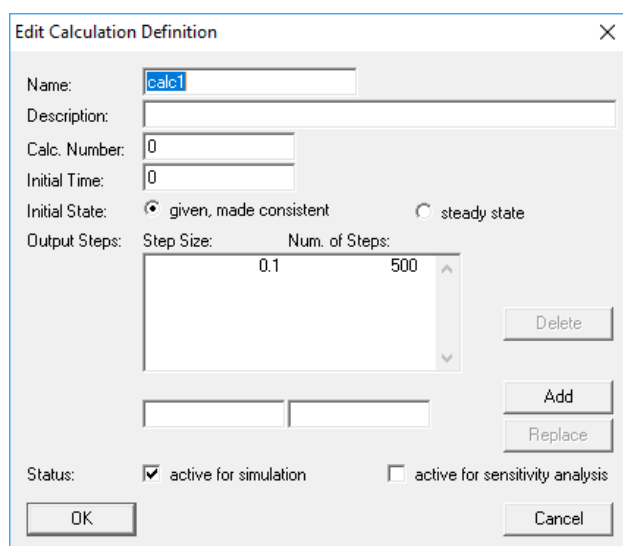 Edit Calculation Definition
Name: calc1
Description:
Calc. Number: 0
Initial Time: 0
Initial State: given, made consistent steady state
Output Steps: Step Size: Num. of Steps:
0.1 500
Delete
Add
Replace
Status: active for simulation active for sensitivity analysis
OK Cancel